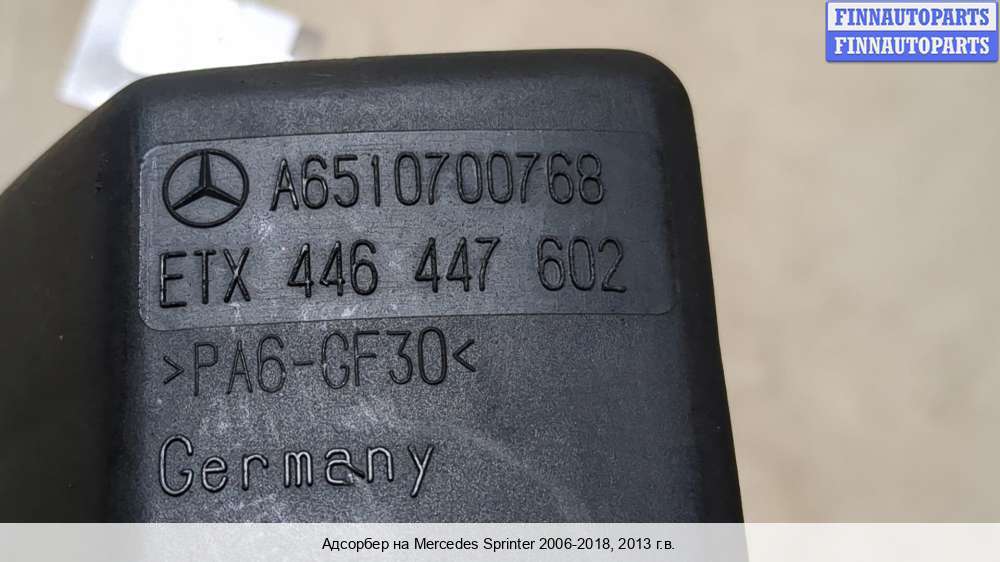 FINNAUTOPARTS
FINNAUTOPARTS
A6510700768
ETX 446 447 602
>PA6-GF30<
Germany
Адсорбер на Mercedes Sprinter 2006-2018, 2013 г.в.